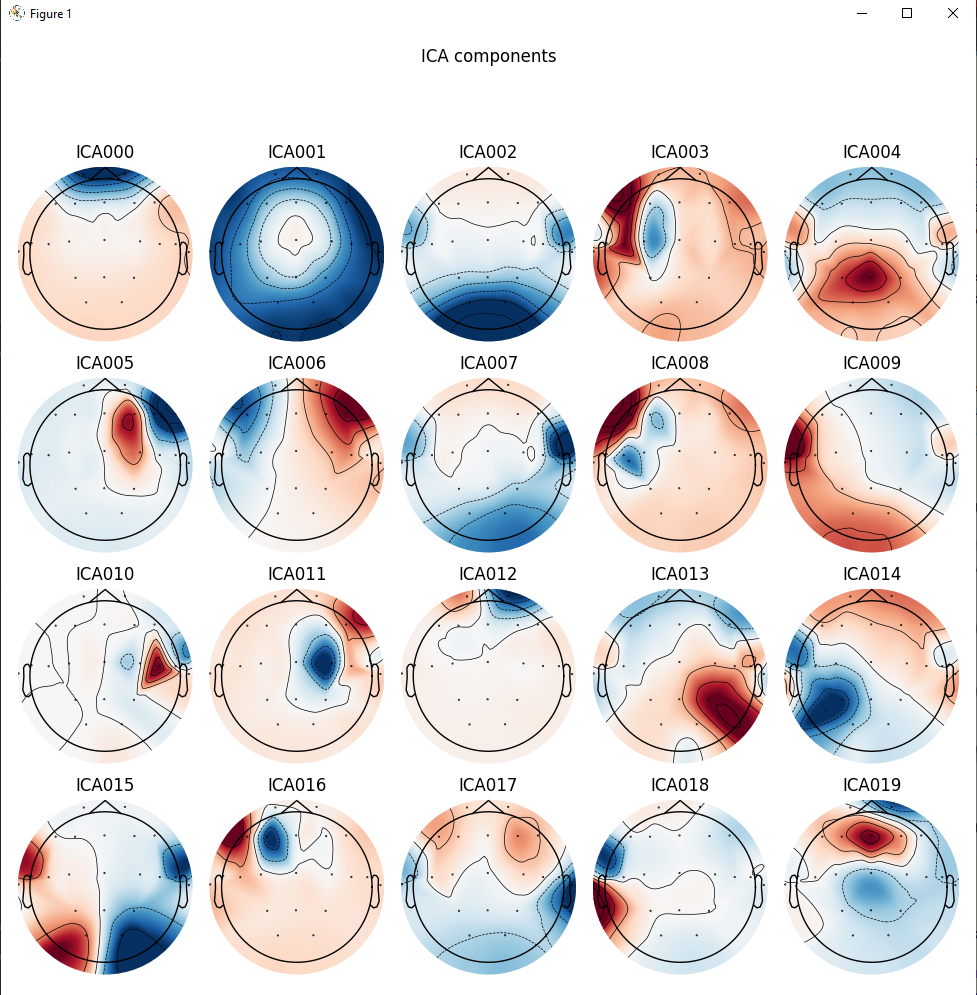 Figure 1
ICA components
ICA000 ICA001 ICA002 ICA003 ICA004
ICA005 ICA006 ICA007 ICA008 ICA009
ICA010 ICA011 ICA012 ICA013 ICA014
ICA015 ICA016 ICA017 ICA018 ICA019